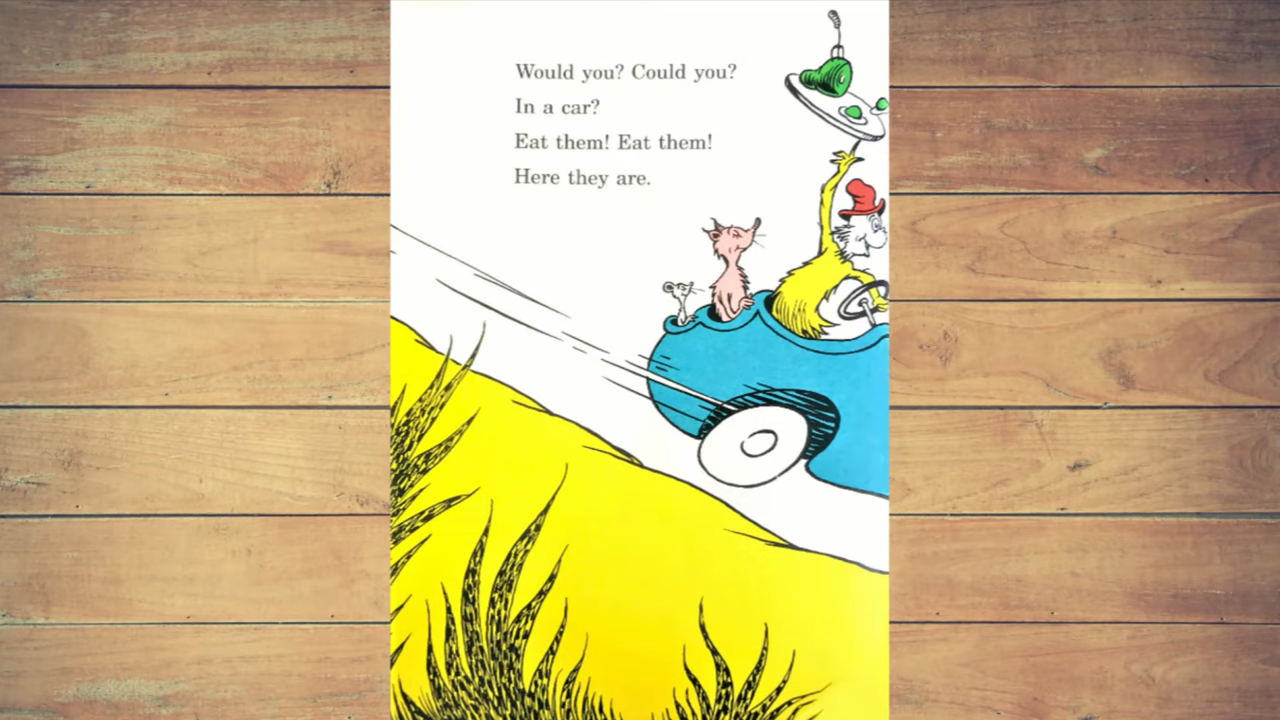 Would you? Could you?
In a car?
Eat them! Eat them!
Here they are.